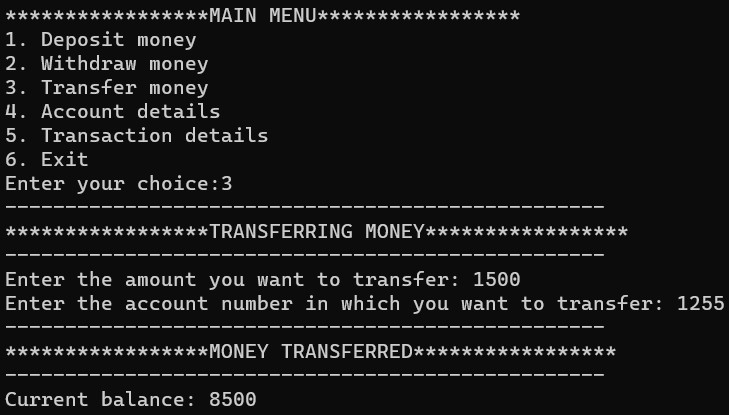 *****************MAIN MENU*****************
1. Deposit money
2. Withdraw money
3. Transfer money
4. Account details
5. Transaction details
6. Exit
Enter your choice:3
--------------------------------------------------
*****************TRANSFERRING MONEY*****************
--------------------------------------------------
Enter the amount you want to transfer: 1500
Enter the account number in which you want to transfer: 1255
--------------------------------------------------
*****************MONEY TRANSFERRED*****************
--------------------------------------------------
Current balance: 8500